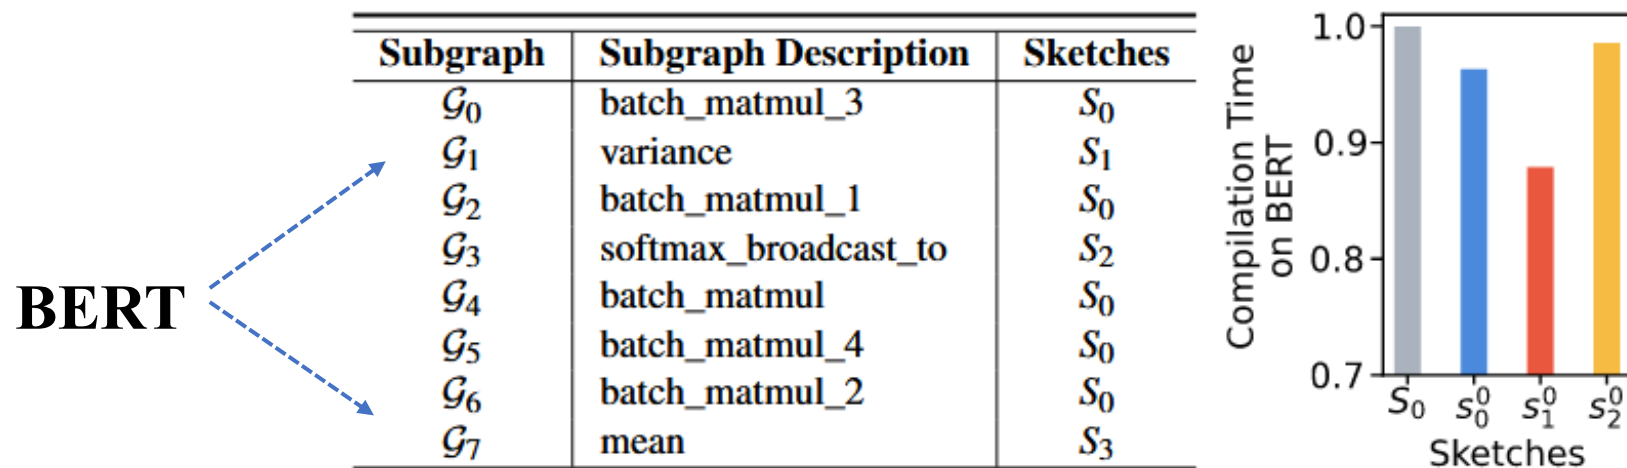 BERT
Subgraph Subgraph Description Sketches
𝒢0 batch_matmul_3 S0
𝒢1 variance S1
𝒢2 batch_matmul_1 S0
𝒢3 softmax_broadcast_to S2
𝒢4 batch_matmul S0
𝒢5 batch_matmul_4 S0
𝒢6 batch_matmul_2 S0
𝒢7 mean S3
Compilation Time
on BERT
1.0
0.9
0.8
0.7
S0 s⁰₀ s⁰₁ s⁰₂
Sketches